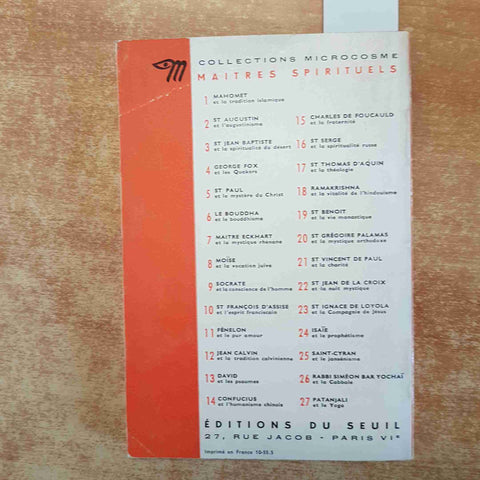 COLLECTIONS MICROCOSME
MAITRES SPIRITUELS
1 MAHOMET
et la tradition islamique
2 ST AUGUSTIN
et l'augustinisme
3 ST JEAN BAPTISTE
et la spiritualité du désert
4 GEORGE FOX
et les Quakers
5 ST PAUL
et le mystère du Christ
6 LE BOUDDHA
et le bouddhisme
7 MAITRE ECKHART
et la mystique rhénane
8 MOÏSE
et la vocation juive
9 SOCRATE
et la conscience de l'homme
10 ST FRANÇOIS D'ASSISE
et l'esprit franciscain
11 FÉNELON
et le pur amour
12 JEAN CALVIN
et la tradition calvinienne
13 DAVID
et les psaumes
14 CONFUCIUS
et l'humanisme chinois
15 CHARLES DE FOUCAULD
et la fraternité
16 ST SERGE
et la spiritualité russe
17 ST THOMAS D'AQUIN
et la théologie
18 RAMAKRISHNA
et la vitalité de l'hindouisme
19 ST BENOIT
et la vie monastique
20 ST GRÉGOIRE PALAMAS
et la mystique orthodoxe
21 ST VINCENT DE PAUL
et la charité
22 ST JEAN DE LA CROIX
et la nuit mystique
23 ST IGNACE DE LOYOLA
et la Compagnie de Jésus
24 ISAÏE
et le prophétisme
25 SAINT-CYRAN
et le jansénisme
26 RABBI SIMÉON BAR YOCHAÏ
et la Cabbale
27 PATANJALI
et le Yoga
ÉDITIONS DU SEUIL
27, RUE JACOB - PARIS VIe
Imprimé en France 10-55.5